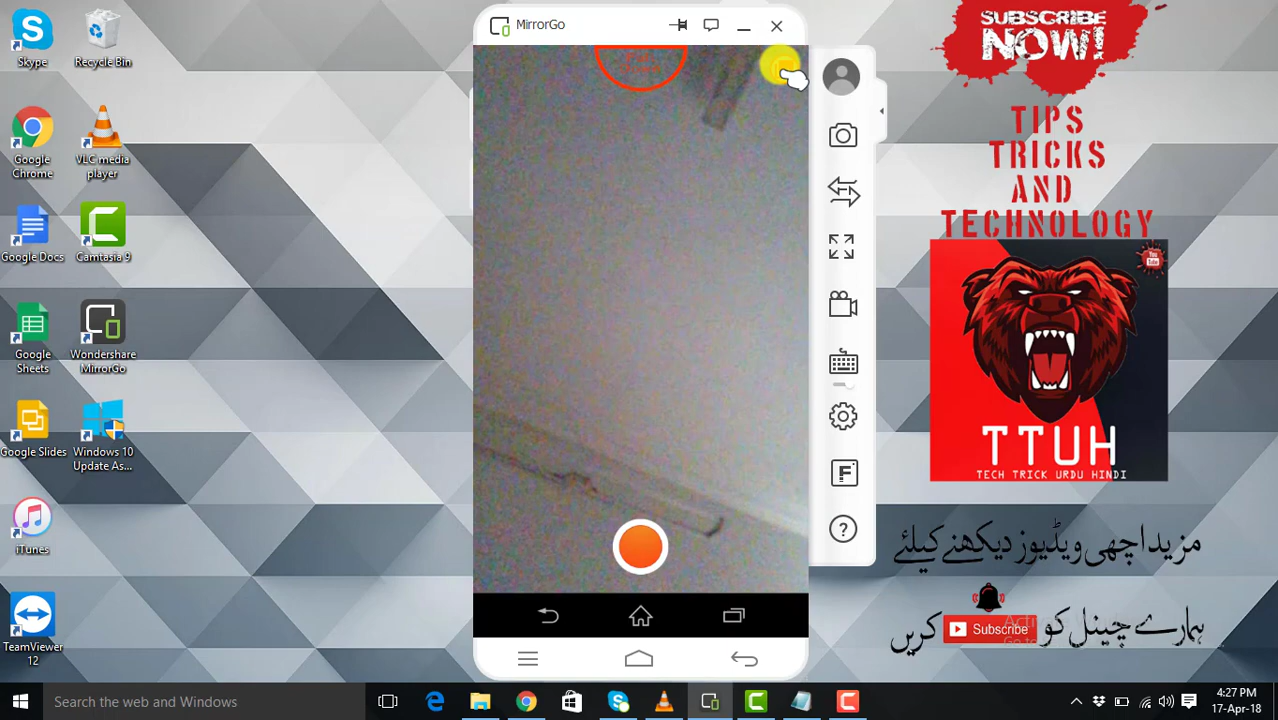 Skype
Recycle Bin
Google Chrome
VLC media player
Google Docs
Camtasia 9
Google Sheets
Wondershare MirrorGo
Google Slides
Windows 10 Update As...
iTunes
TeamViewer 12
MirrorGo
F
?
SUBSCRIBE
NOW!
TIPS
TRICKS
AND
TECHNOLOGY
You Tube
TTUH
TECH TRICK URDU HINDI
مزید اچھی ویڈیوز دیکھنے کیلئے
ہمارے چینل کو Subscribe کریں
Search the web and Windows
4:27 PM
17-Apr-18